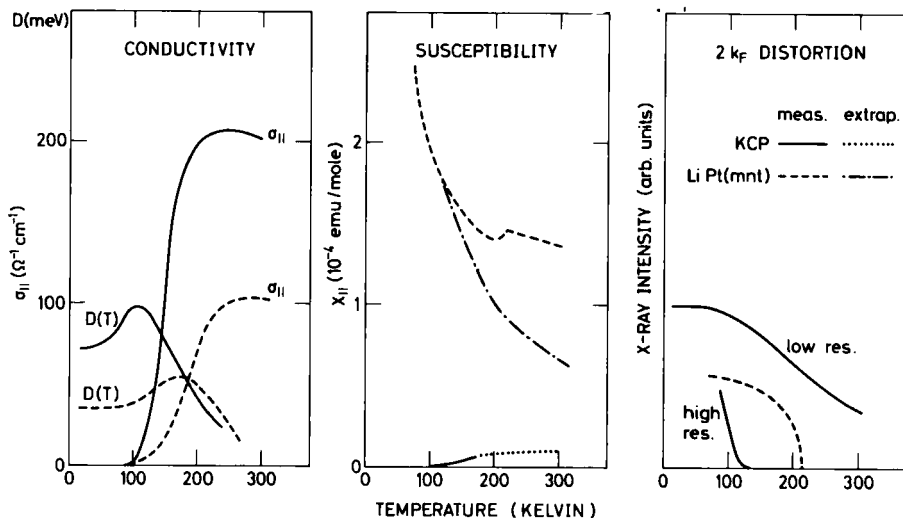 D(meV)
CONDUCTIVITY
σ||
σ||
D(T)
D(T)
σ|| (Ω⁻¹ cm⁻¹)
200
100
0
0 100 200 300
SUSCEPTIBILITY
χ|| (10⁻⁴ emu/mole)
2
1
0
0 100 200 300
TEMPERATURE (KELVIN)
2 kF DISTORTION
meas. extrap.
KCP
Li Pt(mnt)
X-RAY INTENSITY (arb. units)
low res.
high
res.
0 100 200 300